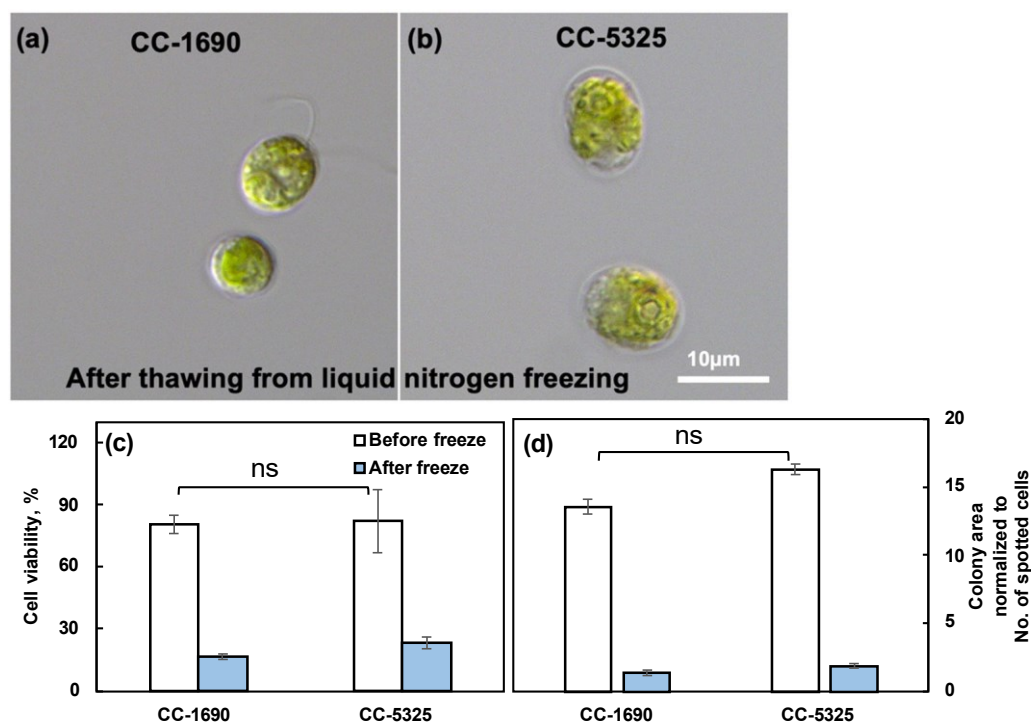 (a)
CC-1690
(b)
CC-5325
After thawing from liquid nitrogen freezing
10μm
(c)
Before freeze
After freeze
ns
120
90
60
30
0
Cell viability, %
CC-1690
CC-5325
(d)
ns
20
15
10
5
0
Colony area
normalized to
No. of spotted cells
CC-1690
CC-5325